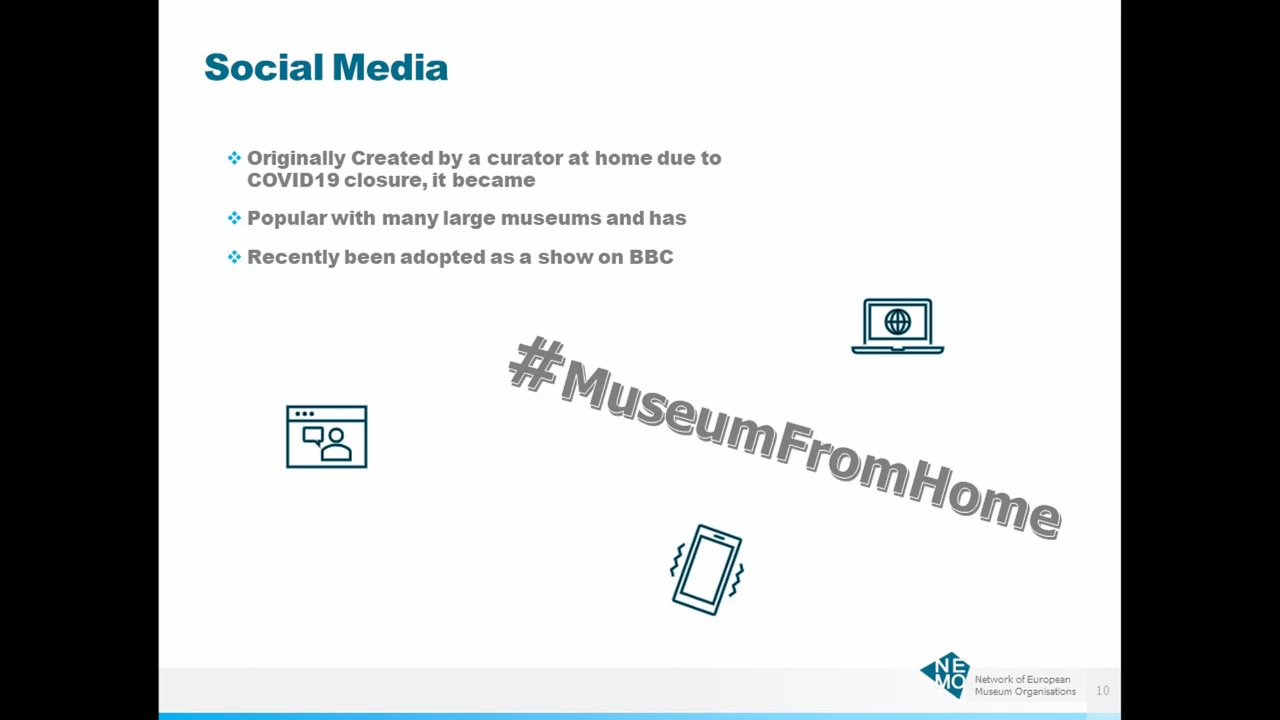 Social Media
Originally Created by a curator at home due to
COVID19 closure, it became
Popular with many large museums and has
Recently been adopted as a show on BBC
#MuseumFromHome
NE
MO
Network of European
Museum Organisations
10